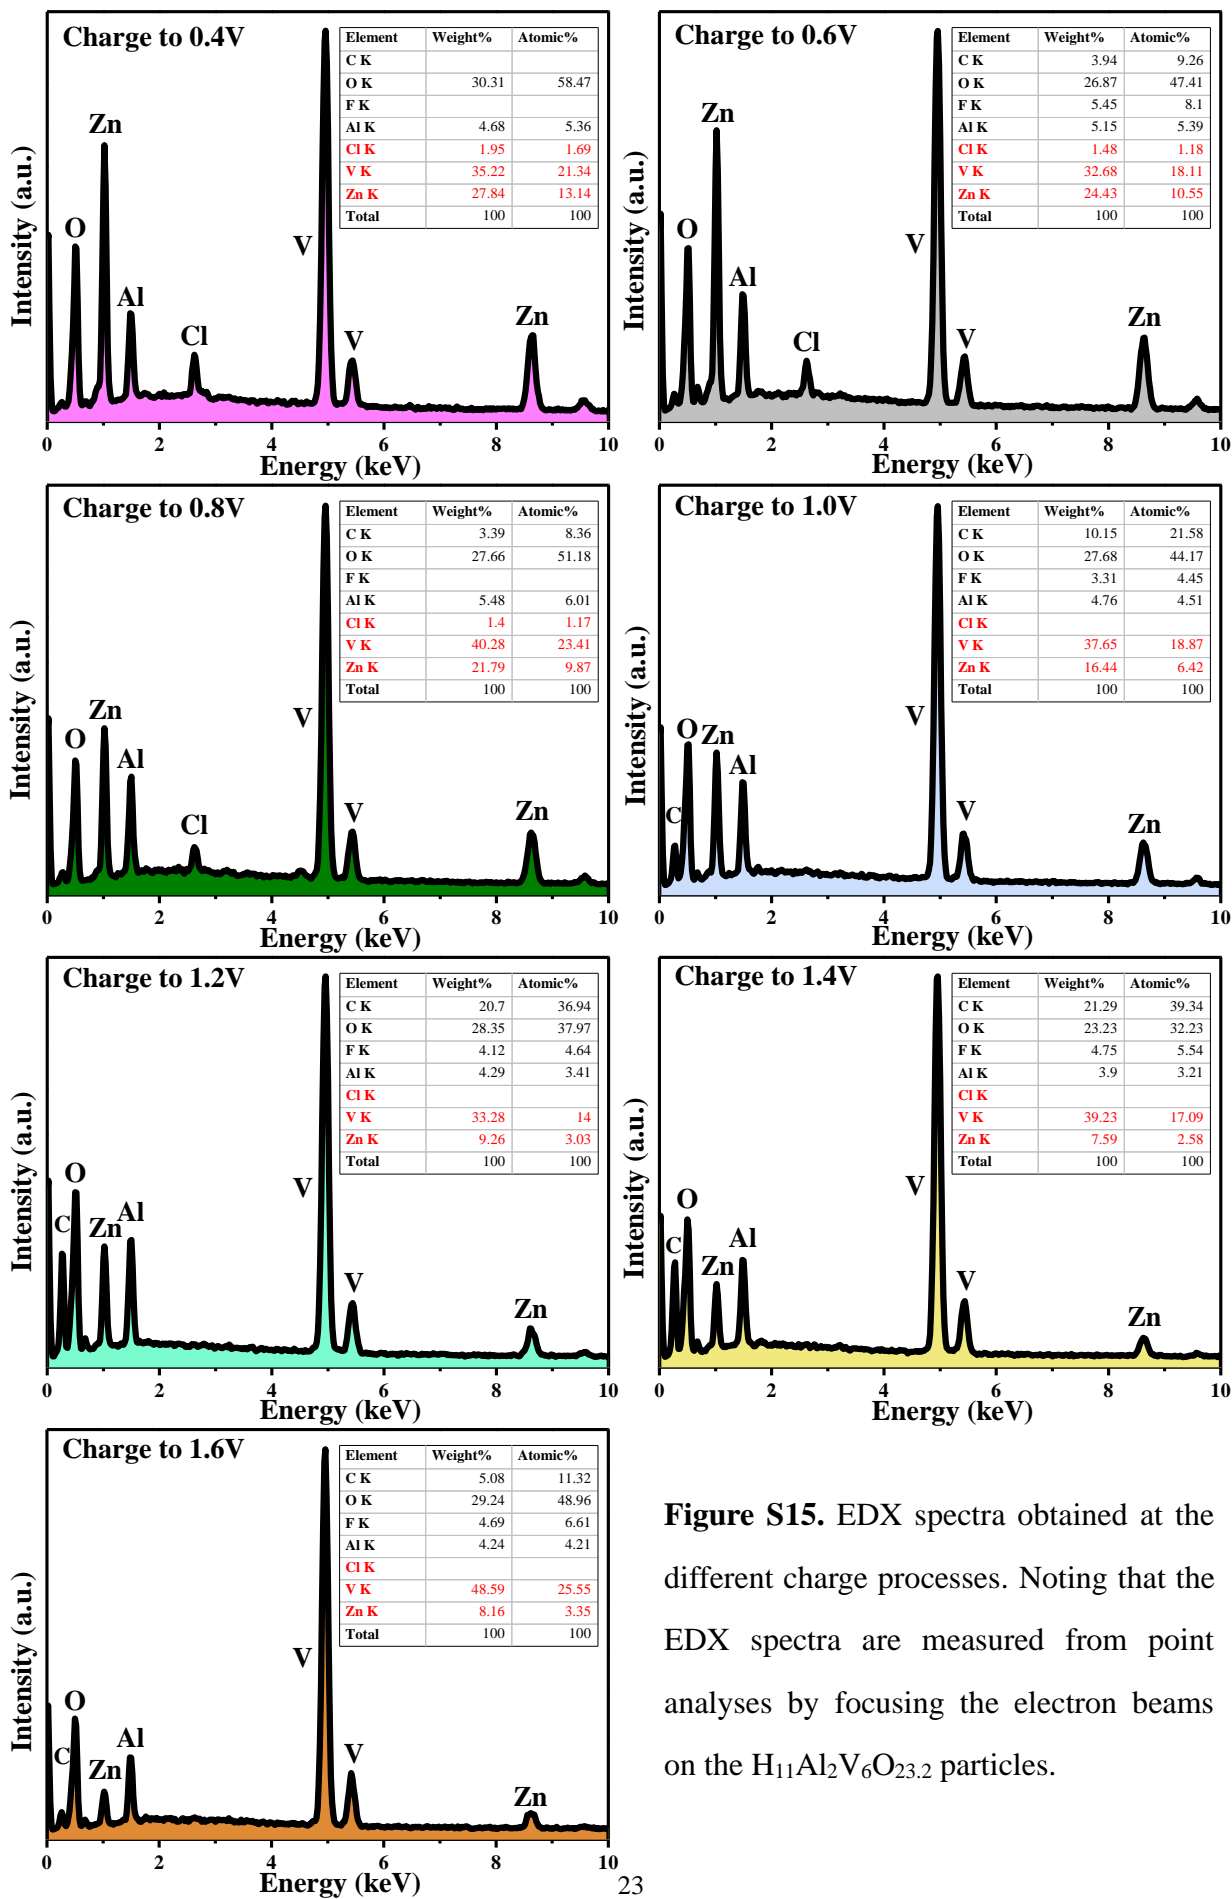 Charge to 0.4V
Element Weight% Atomic%
C K
O K 30.31 58.47
F K
Al K 4.68 5.36
Cl K 1.95 1.69
V K 35.22 21.34
Zn K 27.84 13.14
Total 100 100
Zn
O
Al
Cl
V
V
Zn
Intensity (a.u.)
0 2 4 6 8 10
Energy (keV)
Charge to 0.6V
Element Weight% Atomic%
C K 3.94 9.26
O K 26.87 47.41
F K 5.45 8.1
Al K 5.15 5.39
Cl K 1.48 1.18
V K 32.68 18.11
Zn K 24.43 10.55
Total 100 100
Zn
O
Al
Cl
V
V
Zn
Intensity (a.u.)
0 2 4 6 8 10
Energy (keV)
Charge to 0.8V
Element Weight% Atomic%
C K 3.39 8.36
O K 27.66 51.18
F K
Al K 5.48 6.01
Cl K 1.4 1.17
V K 40.28 23.41
Zn K 21.79 9.87
Total 100 100
Zn
O
Al
Cl
V
V
Zn
Intensity (a.u.)
0 2 4 6 8 10
Energy (keV)
Charge to 1.0V
Element Weight% Atomic%
C K 10.15 21.58
O K 27.68 44.17
F K 3.31 4.45
Al K 4.76 4.51
Cl K
V K 37.65 18.87
Zn K 16.44 6.42
Total 100 100
C
O
Zn
Al
V
V
Zn
Intensity (a.u.)
0 2 4 6 8 10
Energy (keV)
Charge to 1.2V
Element Weight% Atomic%
C K 20.7 36.94
O K 28.35 37.97
F K 4.12 4.64
Al K 4.29 3.41
Cl K
V K 33.28 14
Zn K 9.26 3.03
Total 100 100
C
O
Zn
Al
V
V
Zn
Intensity (a.u.)
0 2 4 6 8 10
Energy (keV)
Charge to 1.4V
Element Weight% Atomic%
C K 21.29 39.34
O K 23.23 32.23
F K 4.75 5.54
Al K 3.9 3.21
Cl K
V K 39.23 17.09
Zn K 7.59 2.58
Total 100 100
C
O
Zn
Al
V
V
Zn
Intensity (a.u.)
0 2 4 6 8 10
Energy (keV)
Charge to 1.6V
Element Weight% Atomic%
C K 5.08 11.32
O K 29.24 48.96
F K 4.69 6.61
Al K 4.24 4.21
Cl K
V K 48.59 25.55
Zn K 8.16 3.35
Total 100 100
C
O
Zn
Al
V
V
Zn
Intensity (a.u.)
0 2 4 6 8 10
Energy (keV)
Figure S15. EDX spectra obtained at the
different charge processes. Noting that the
EDX spectra are measured from point
analyses by focusing the electron beams
on the H₁₁Al₂V₆O₂₃.₂ particles.
23